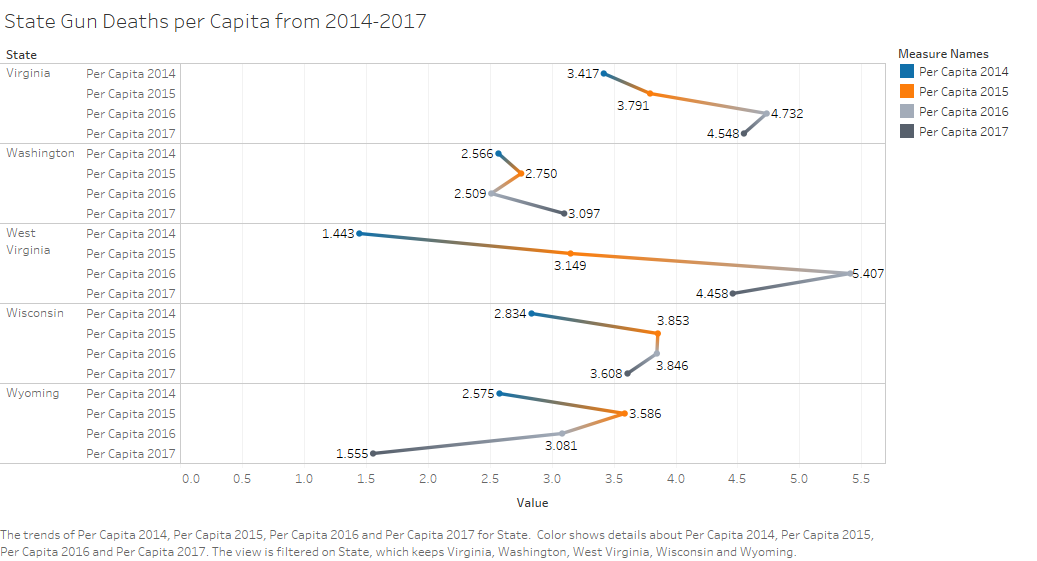 State Gun Deaths per Capita from 2014-2017
State
Measure Names
Per Capita 2014
Per Capita 2015
Per Capita 2016
Per Capita 2017
Virginia
Per Capita 2014
3.417
Per Capita 2015
3.791
Per Capita 2016
4.732
Per Capita 2017
4.548
Washington
Per Capita 2014
2.566
Per Capita 2015
2.750
Per Capita 2016
2.509
Per Capita 2017
3.097
West
Virginia
Per Capita 2014
1.443
Per Capita 2015
3.149
Per Capita 2016
5.407
Per Capita 2017
4.458
Wisconsin
Per Capita 2014
2.834
Per Capita 2015
3.853
Per Capita 2016
3.846
Per Capita 2017
3.608
Wyoming
Per Capita 2014
2.575
Per Capita 2015
3.586
Per Capita 2016
3.081
Per Capita 2017
1.555
0.0 0.5 1.0 1.5 2.0 2.5 3.0 3.5 4.0 4.5 5.0 5.5
Value
The trends of Per Capita 2014, Per Capita 2015, Per Capita 2016 and Per Capita 2017 for State.  Color shows details about Per Capita 2014, Per Capita 2015,
Per Capita 2016 and Per Capita 2017. The view is filtered on State, which keeps Virginia, Washington, West Virginia, Wisconsin and Wyoming.